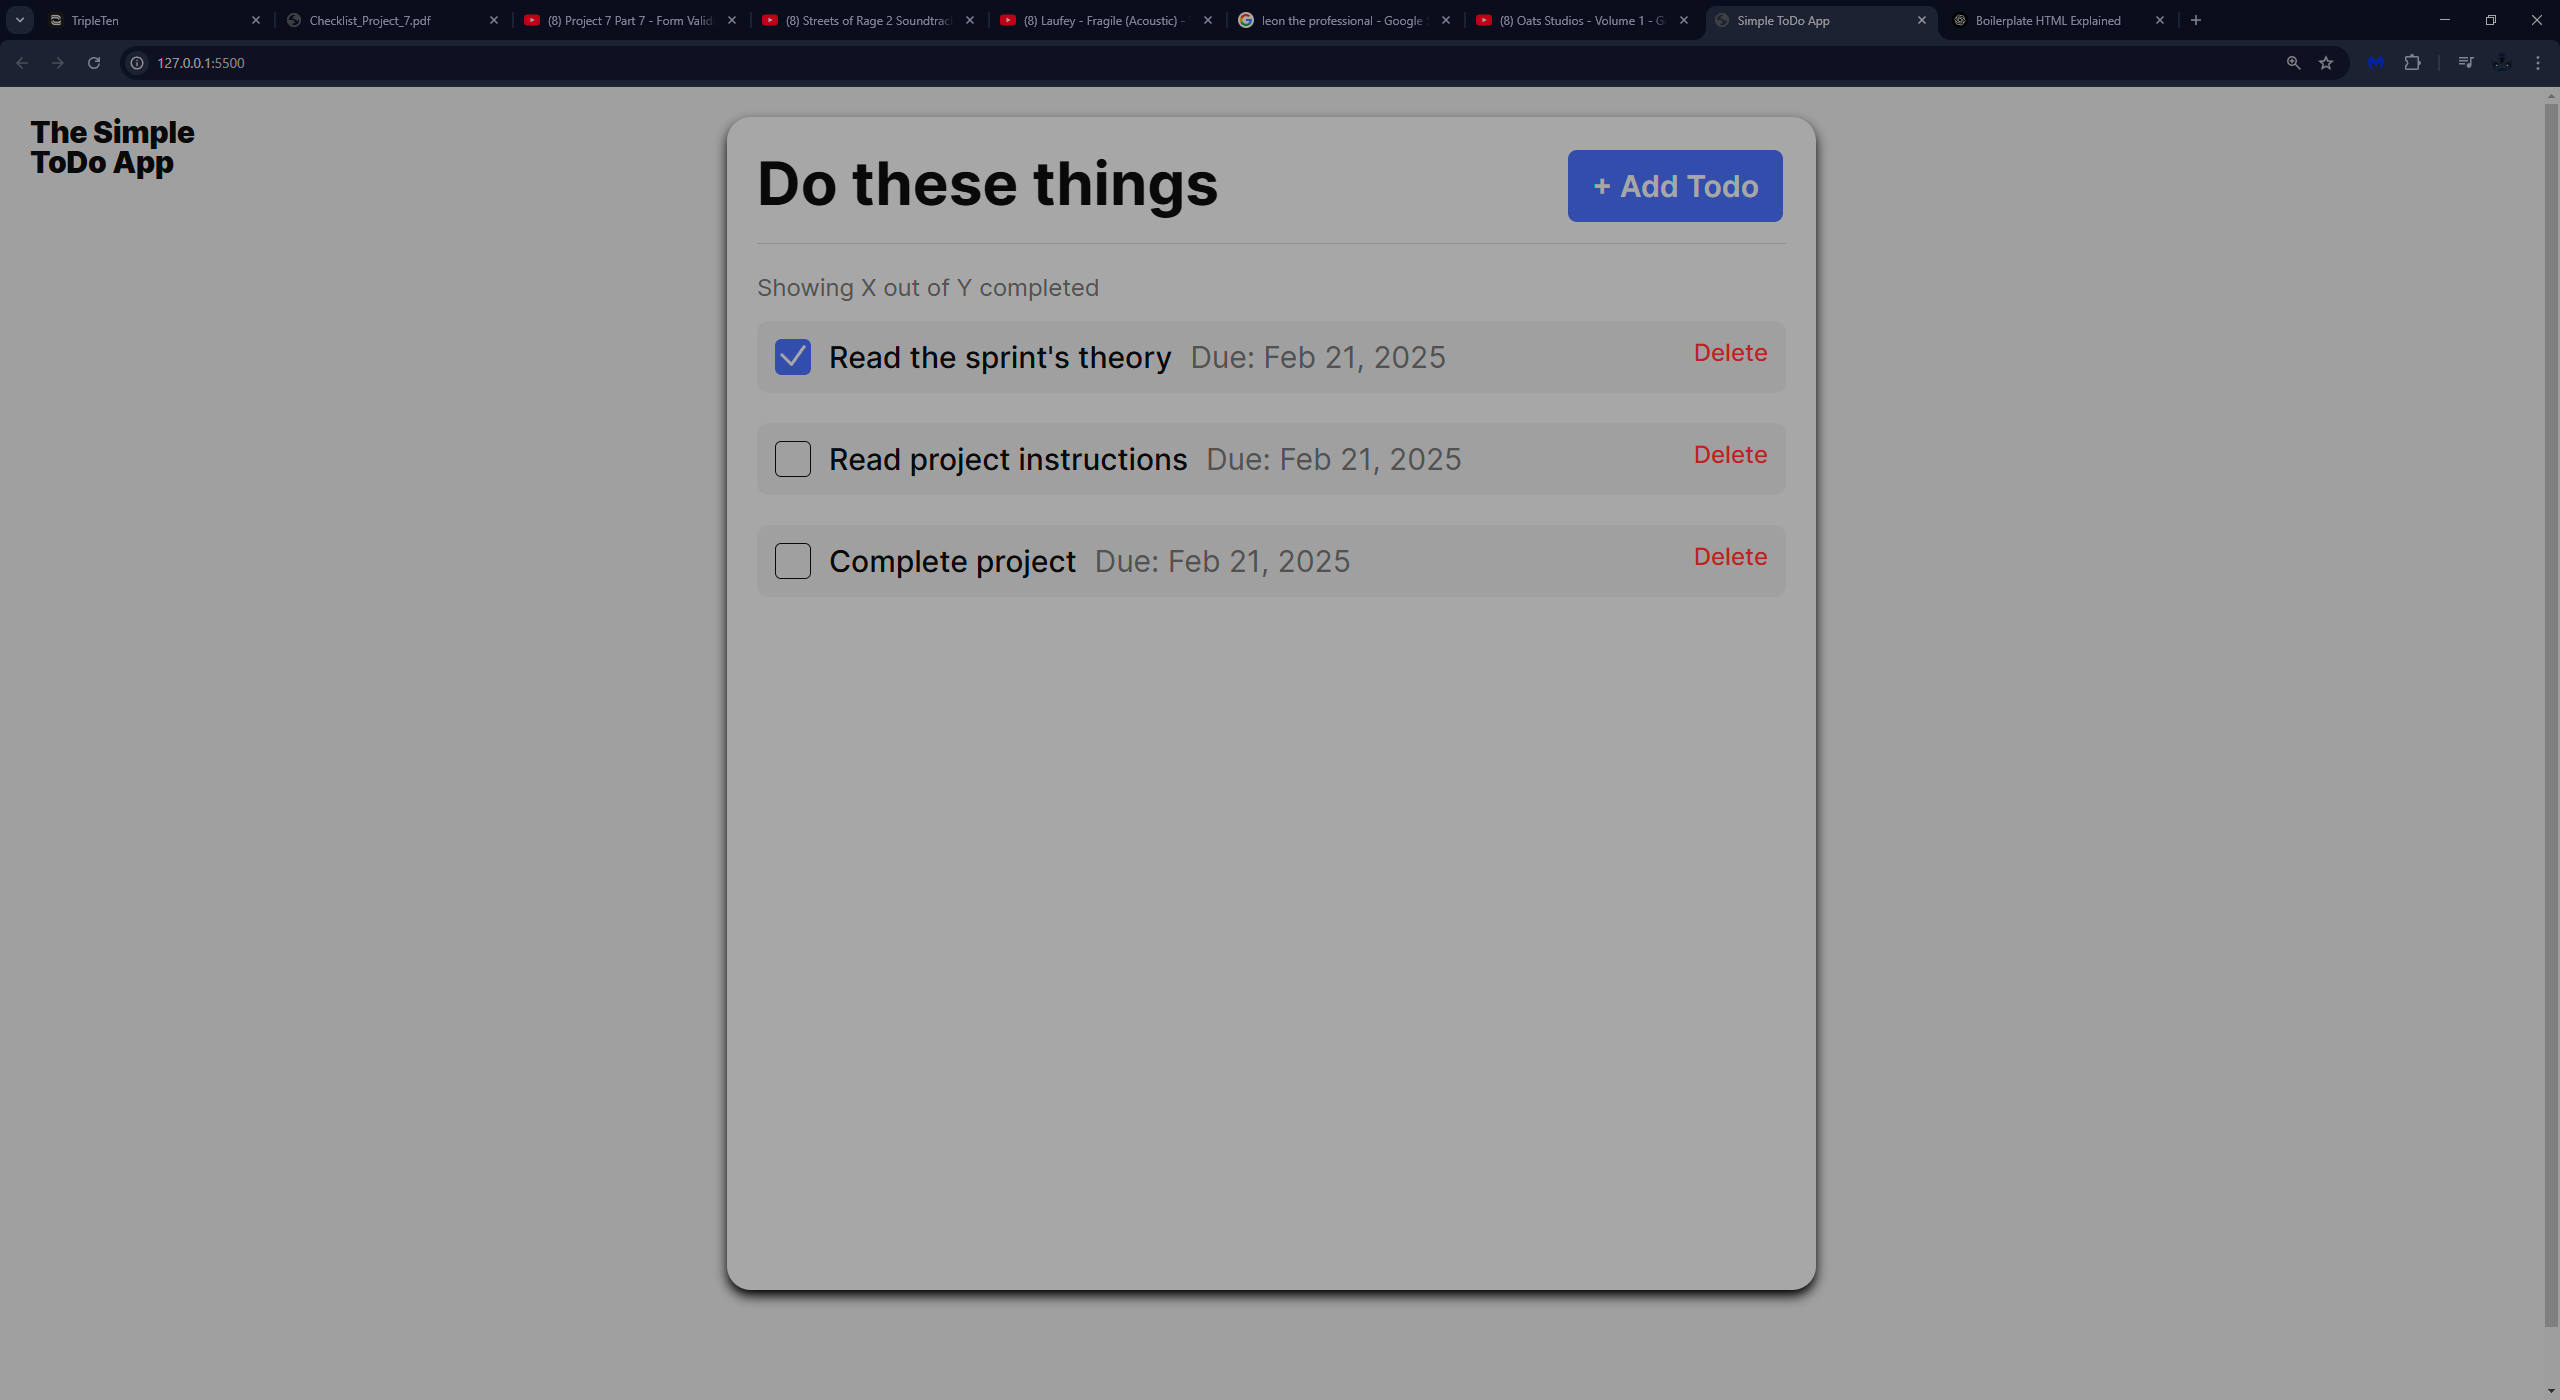 TripleTen
Checklist_Project_7.pdf
(8) Project 7 Part 7 - Form Valid
(8) Streets of Rage 2 Soundtrac
(8) Laufey - Fragile (Acoustic) -
leon the professional - Google
(8) Oats Studios - Volume 1 - G
Simple ToDo App
Boilerplate HTML Explained
127.0.0.1:5500
The Simple
ToDo App
Do these things
+ Add Todo
Showing X out of Y completed
Read the sprint's theory Due: Feb 21, 2025 Delete
Read project instructions Due: Feb 21, 2025 Delete
Complete project Due: Feb 21, 2025 Delete